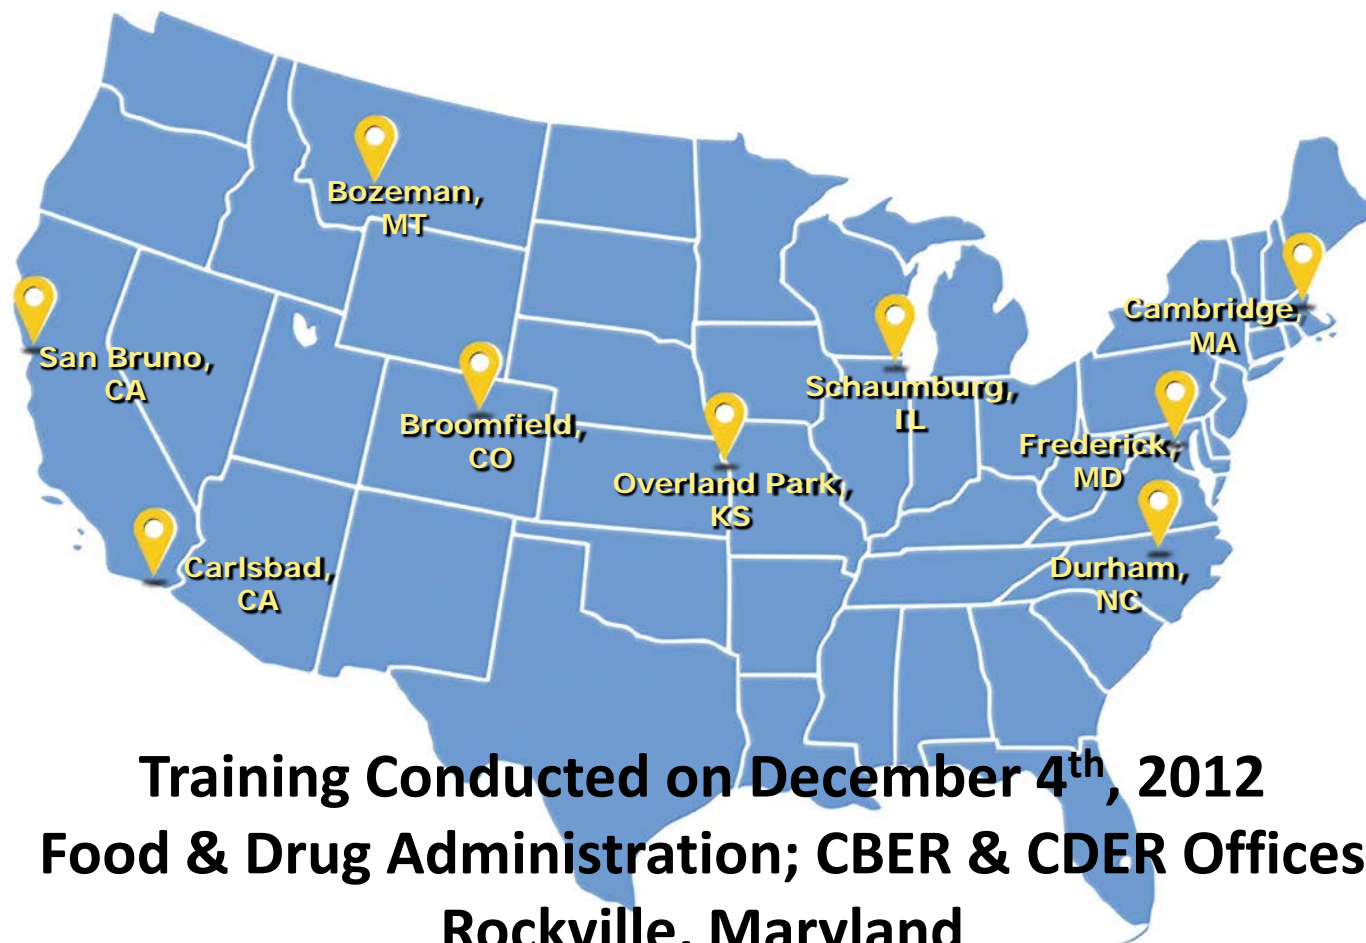 Bozeman,
MT
San Bruno,
CA
Broomfield,
CO
Overland Park,
KS
Schaumburg,
IL
Cambridge,
MA
Frederick,
MD
Carlsbad,
CA
Durham,
NC
Training Conducted on December 4th, 2012
Food & Drug Administration; CBER & CDER Offices
Rockville, Maryland